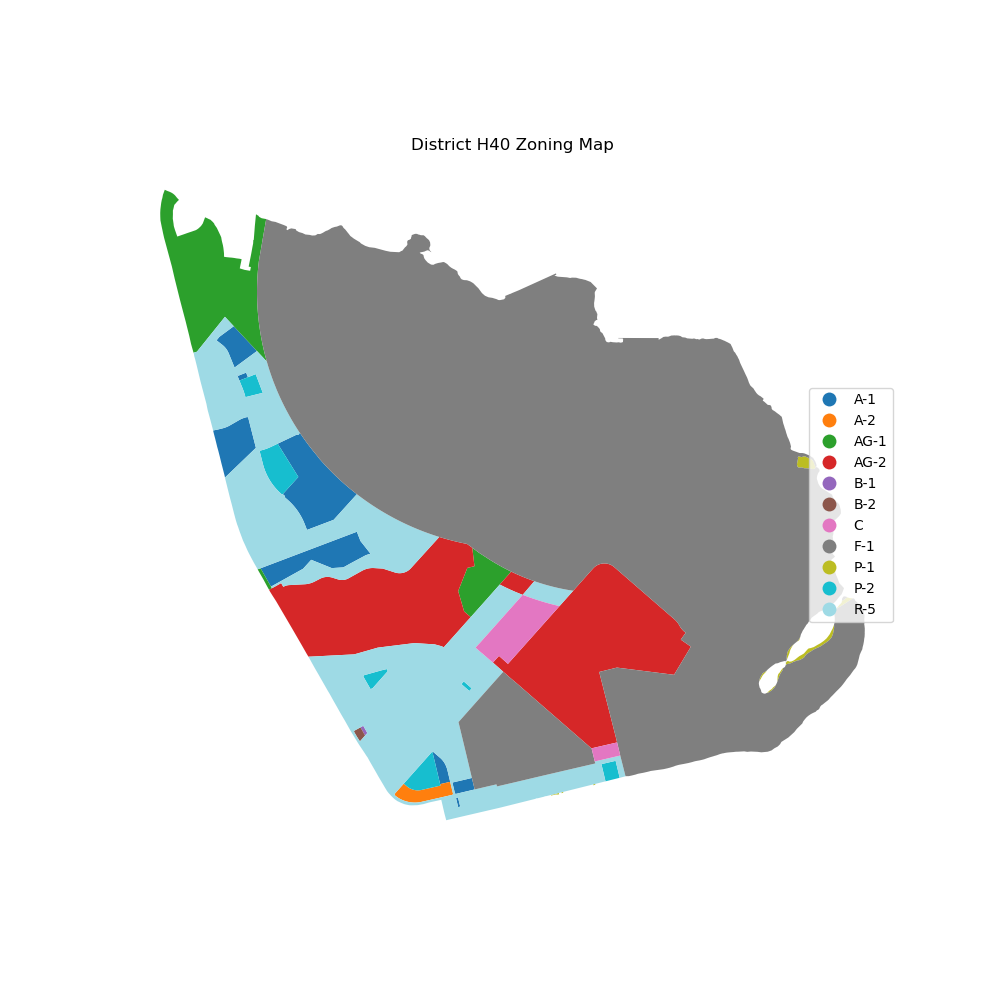 District H40 Zoning Map
A-1
A-2
AG-1
AG-2
B-1
B-2
C
F-1
P-1
P-2
R-5